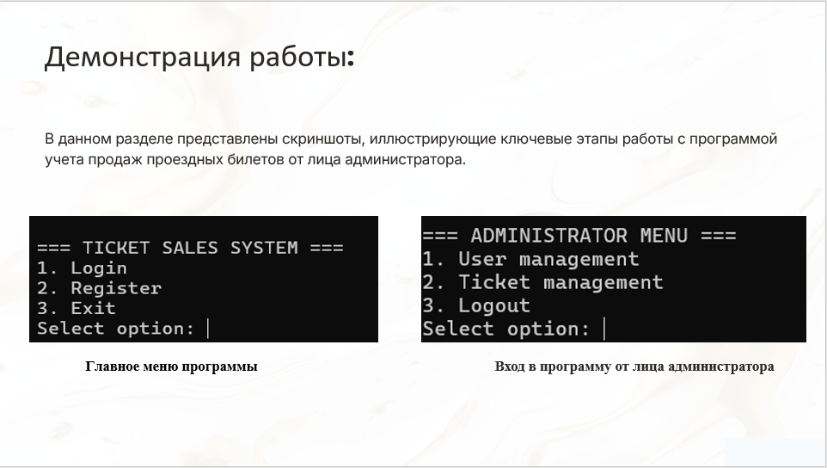 Демонстрация работы:
В данном разделе представлены скриншоты, иллюстрирующие ключевые этапы работы с программой
учета продаж проездных билетов от лица администратора.
=== TICKET SALES SYSTEM ===
1. Login
2. Register
3. Exit
Select option:
Главное меню программы
=== ADMINISTRATOR MENU ===
1. User management
2. Ticket management
3. Logout
Select option:
Вход в программу от лица администратора